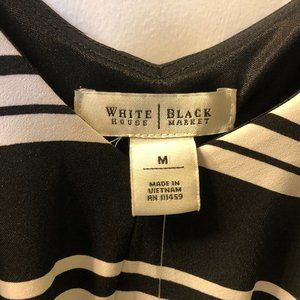 WHITE | BLACK
HOUSE | MARKET
M
MADE IN
VIETNAM
RN 111459